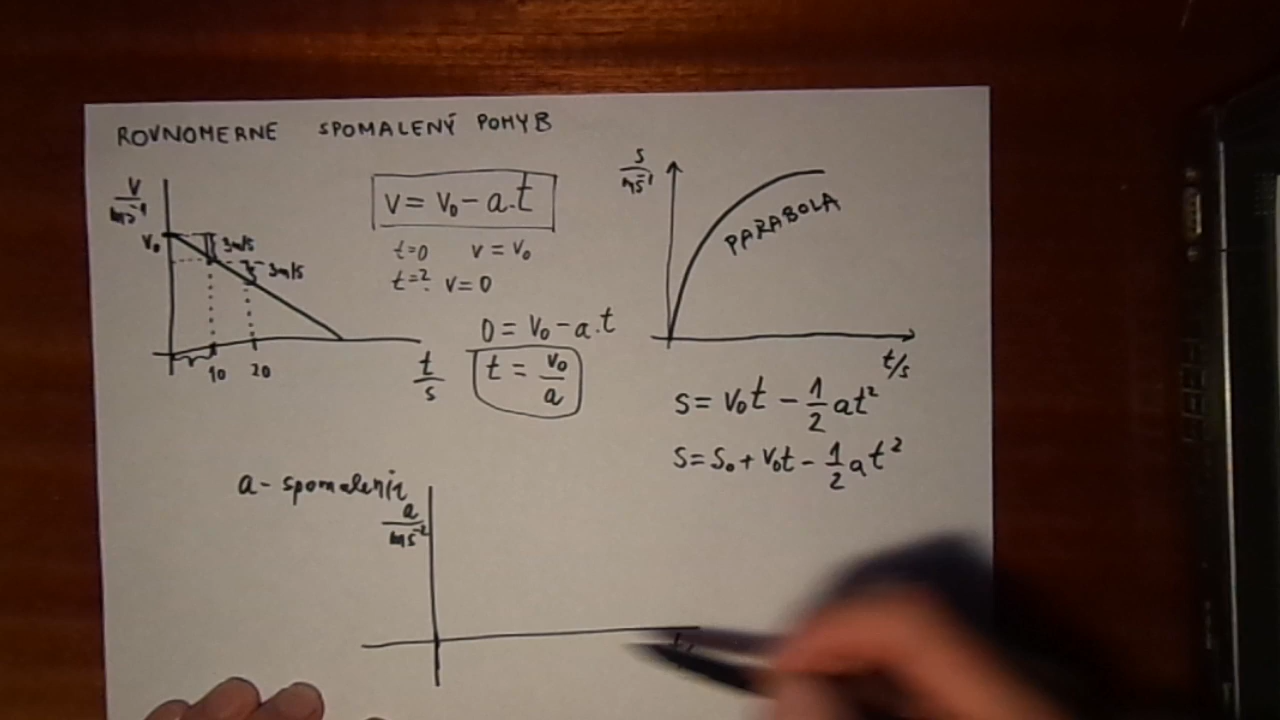 ROVNOMERNE SPOMALENÝ POHYB
v/ms⁻¹
v₀
3m/s
3m/s
10 20
t/s
v = v₀ - a.t
t=0 v = v₀
t=? v = 0
0 = v₀ - a.t
t = v₀/a
s/ms⁻¹
PARABOLA
t/s
s = v₀t - 1/2 at²
s = s₀ + v₀t - 1/2 at²
a - spomalenie
a/ms⁻²